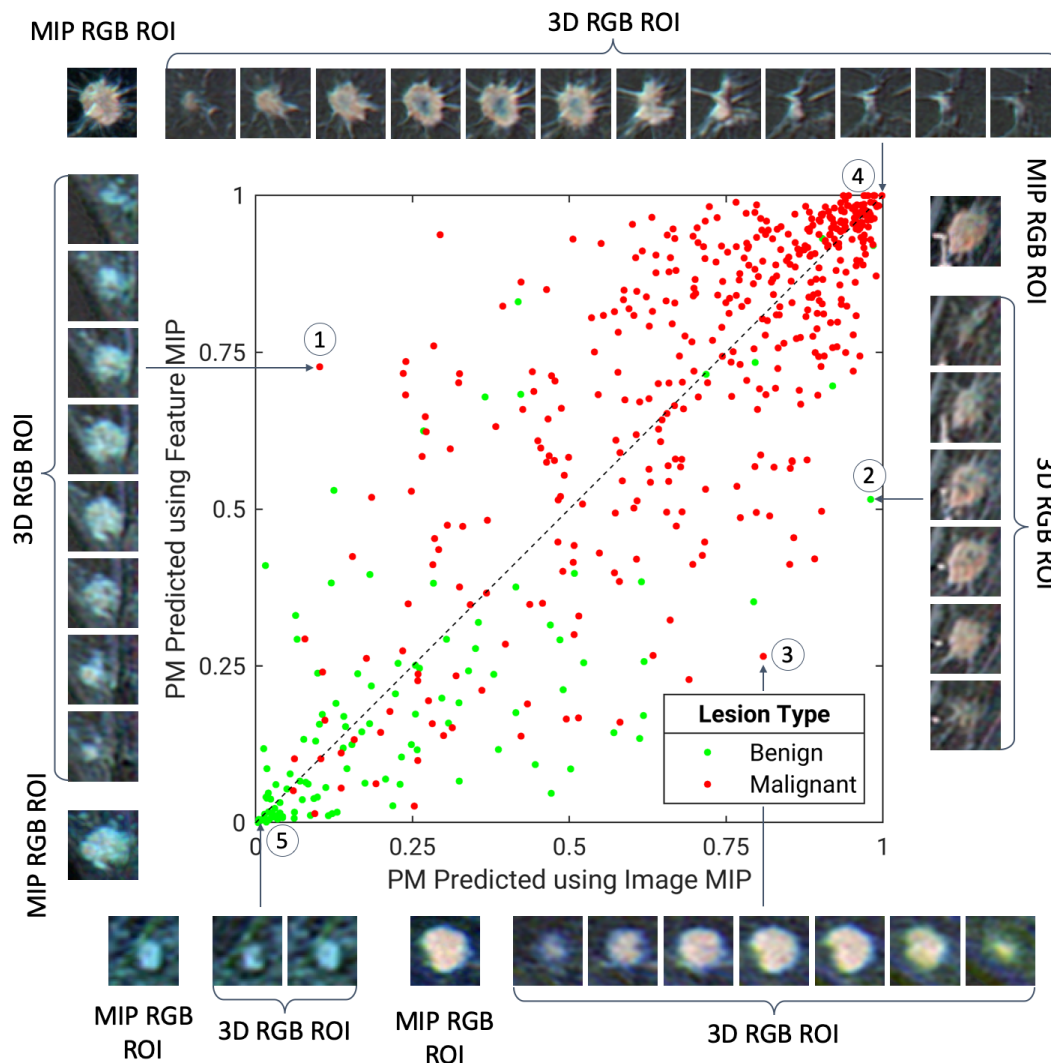 MIP RGB ROI
3D RGB ROI
3D RGB ROI
MIP RGB ROI
MIP RGB ROI
3D RGB ROI
PM Predicted using Feature MIP
1
0.75
0.5
0.25
0
0
0.25
0.5
0.75
1
PM Predicted using Image MIP
1
2
3
4
5
Lesion Type
Benign
Malignant
MIP RGB
ROI
3D RGB ROI
MIP RGB
ROI
3D RGB ROI